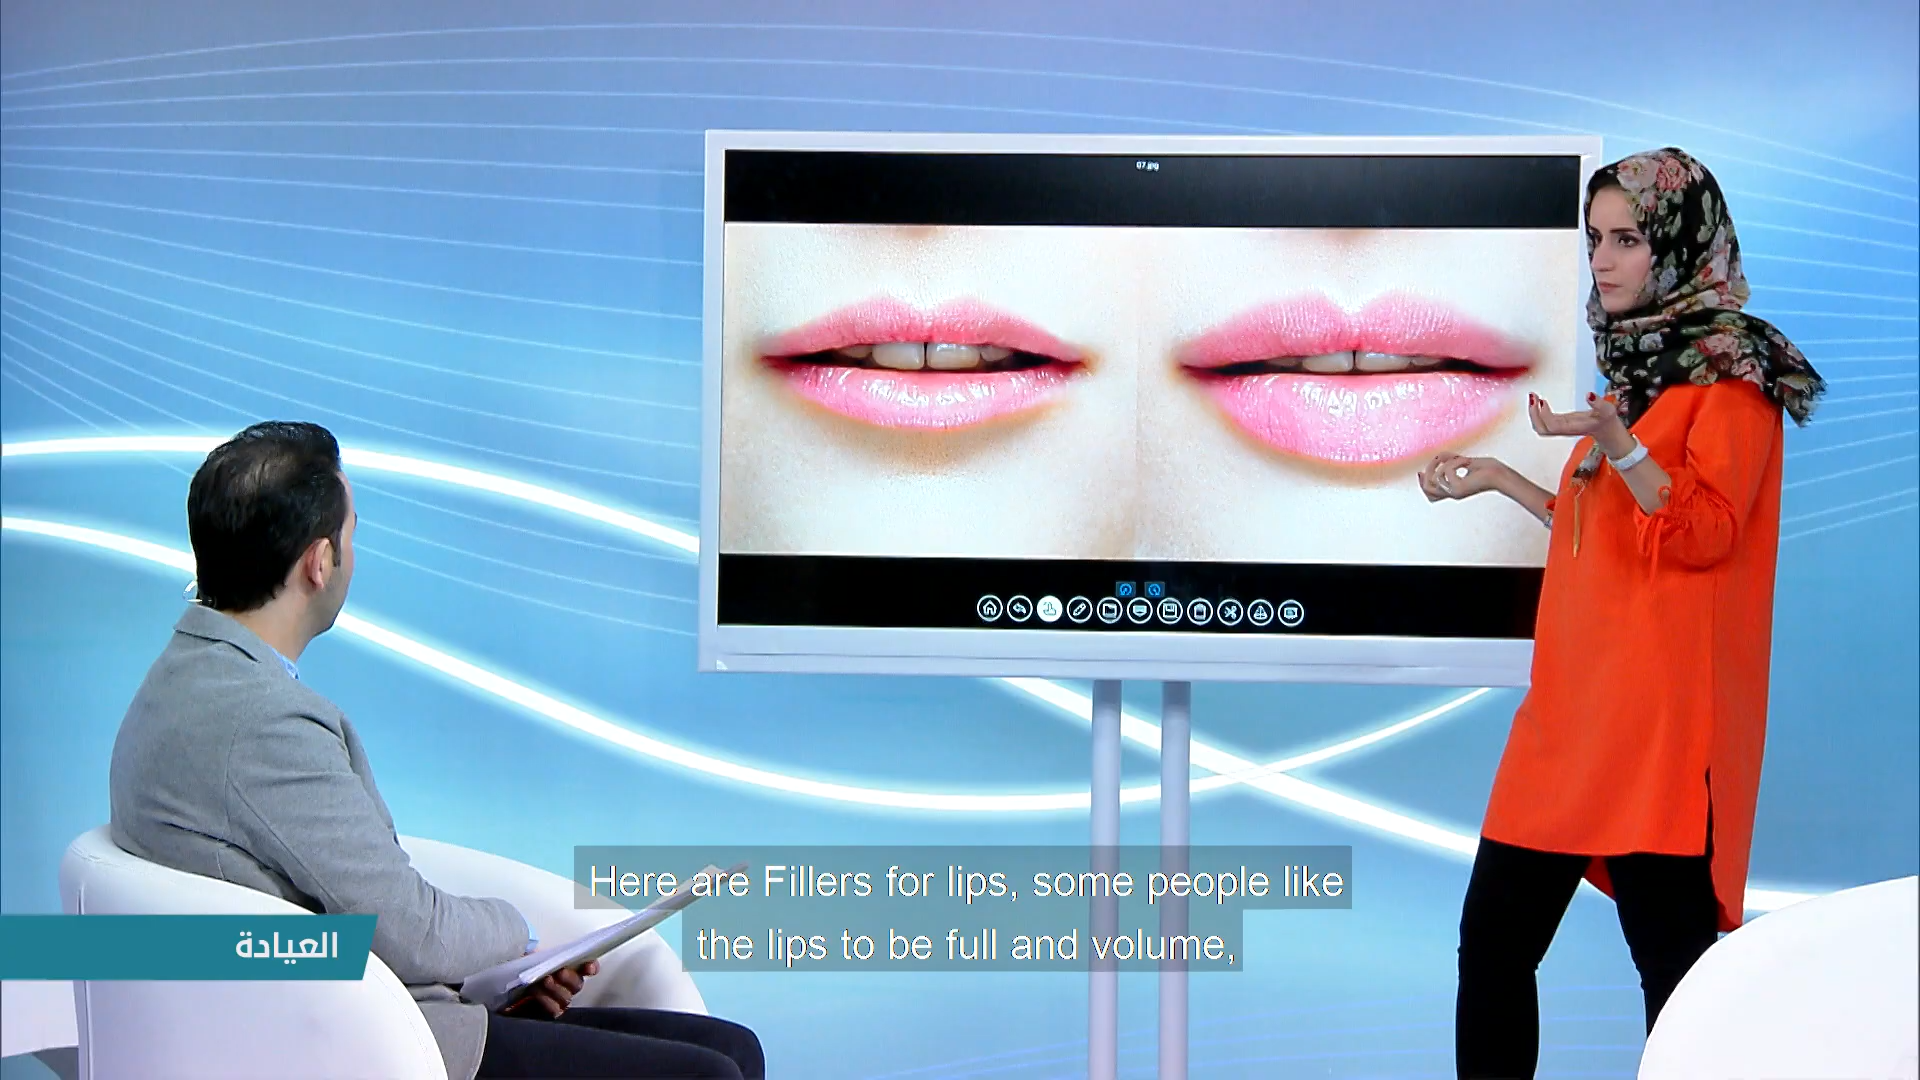 07.jpg
Here are Fillers for lips, some people like
the lips to be full and volume,
العيادة